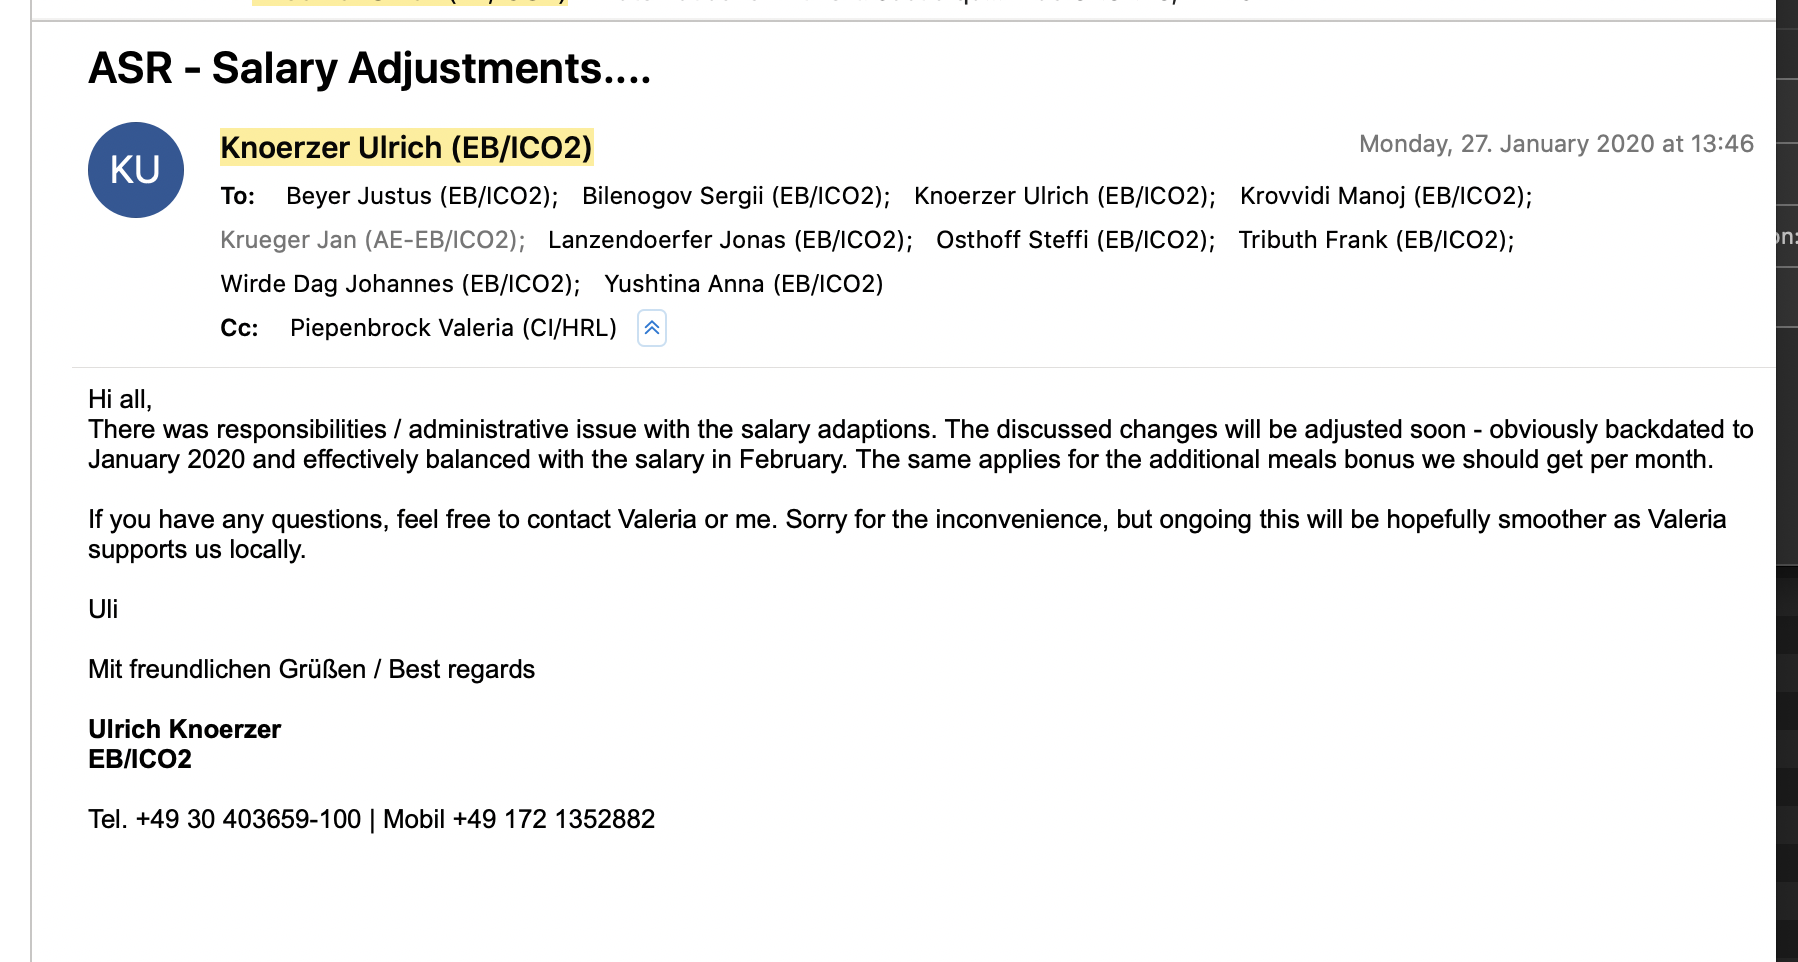 ASR - Salary Adjustments....
KU
Knoerzer Ulrich (EB/ICO2)
Monday, 27. January 2020 at 13:46
To: Beyer Justus (EB/ICO2); Bilenogov Sergii (EB/ICO2); Knoerzer Ulrich (EB/ICO2); Krovvidi Manoj (EB/ICO2);
Krueger Jan (AE-EB/ICO2); Lanzendoerfer Jonas (EB/ICO2); Osthoff Steffi (EB/ICO2); Tributh Frank (EB/ICO2);
Wirde Dag Johannes (EB/ICO2); Yushtina Anna (EB/ICO2)
Cc: Piepenbrock Valeria (CI/HRL)
Hi all,
There was responsibilities / administrative issue with the salary adaptions. The discussed changes will be adjusted soon - obviously backdated to
January 2020 and effectively balanced with the salary in February. The same applies for the additional meals bonus we should get per month.
If you have any questions, feel free to contact Valeria or me. Sorry for the inconvenience, but ongoing this will be hopefully smoother as Valeria
supports us locally.
Uli
Mit freundlichen Grüßen / Best regards
Ulrich Knoerzer
EB/ICO2
Tel. +49 30 403659-100 | Mobil +49 172 1352882